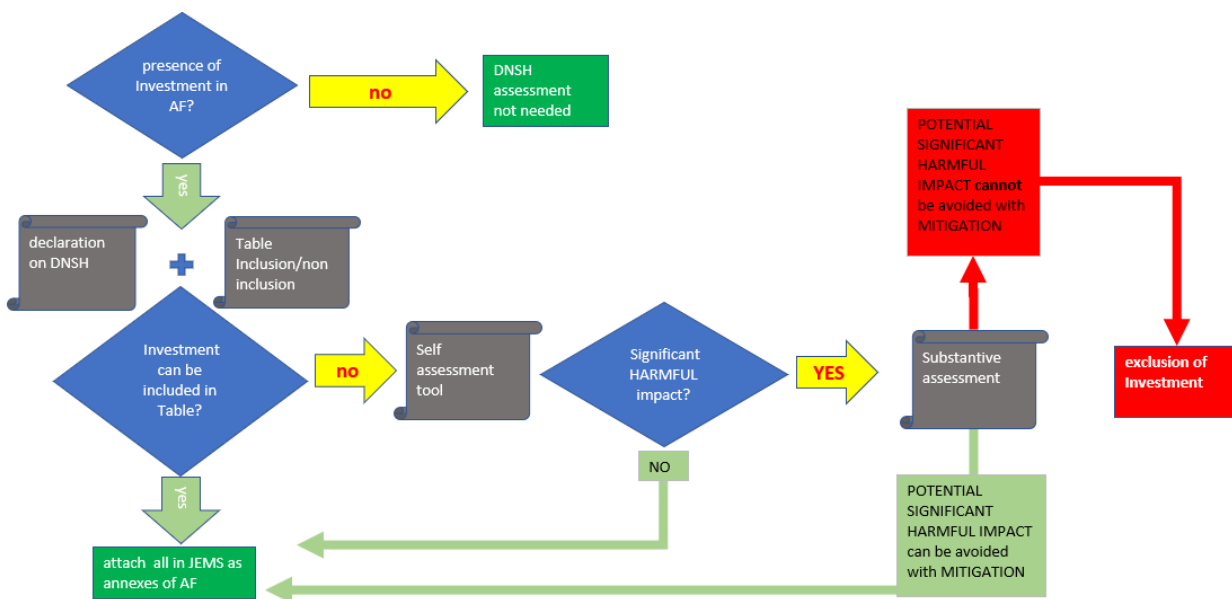 presence of
Investment in
AF?
no
DNSH
assessment
not needed
yes
declaration
on DNSH
Table
Inclusion/non
inclusion
Investment
can be
included in
Table?
no
Self
assessment
tool
Significant
HARMFUL
impact?
YES
Substantive
assessment
POTENTIAL
SIGNIFICANT
HARMFUL
IMPACT cannot
be avoided with
MITIGATION
exclusion of
Investment
NO
POTENTIAL
SIGNIFICANT
HARMFUL IMPACT
can be avoided
with MITIGATION
yes
attach all in JEMS as
annexes of AF